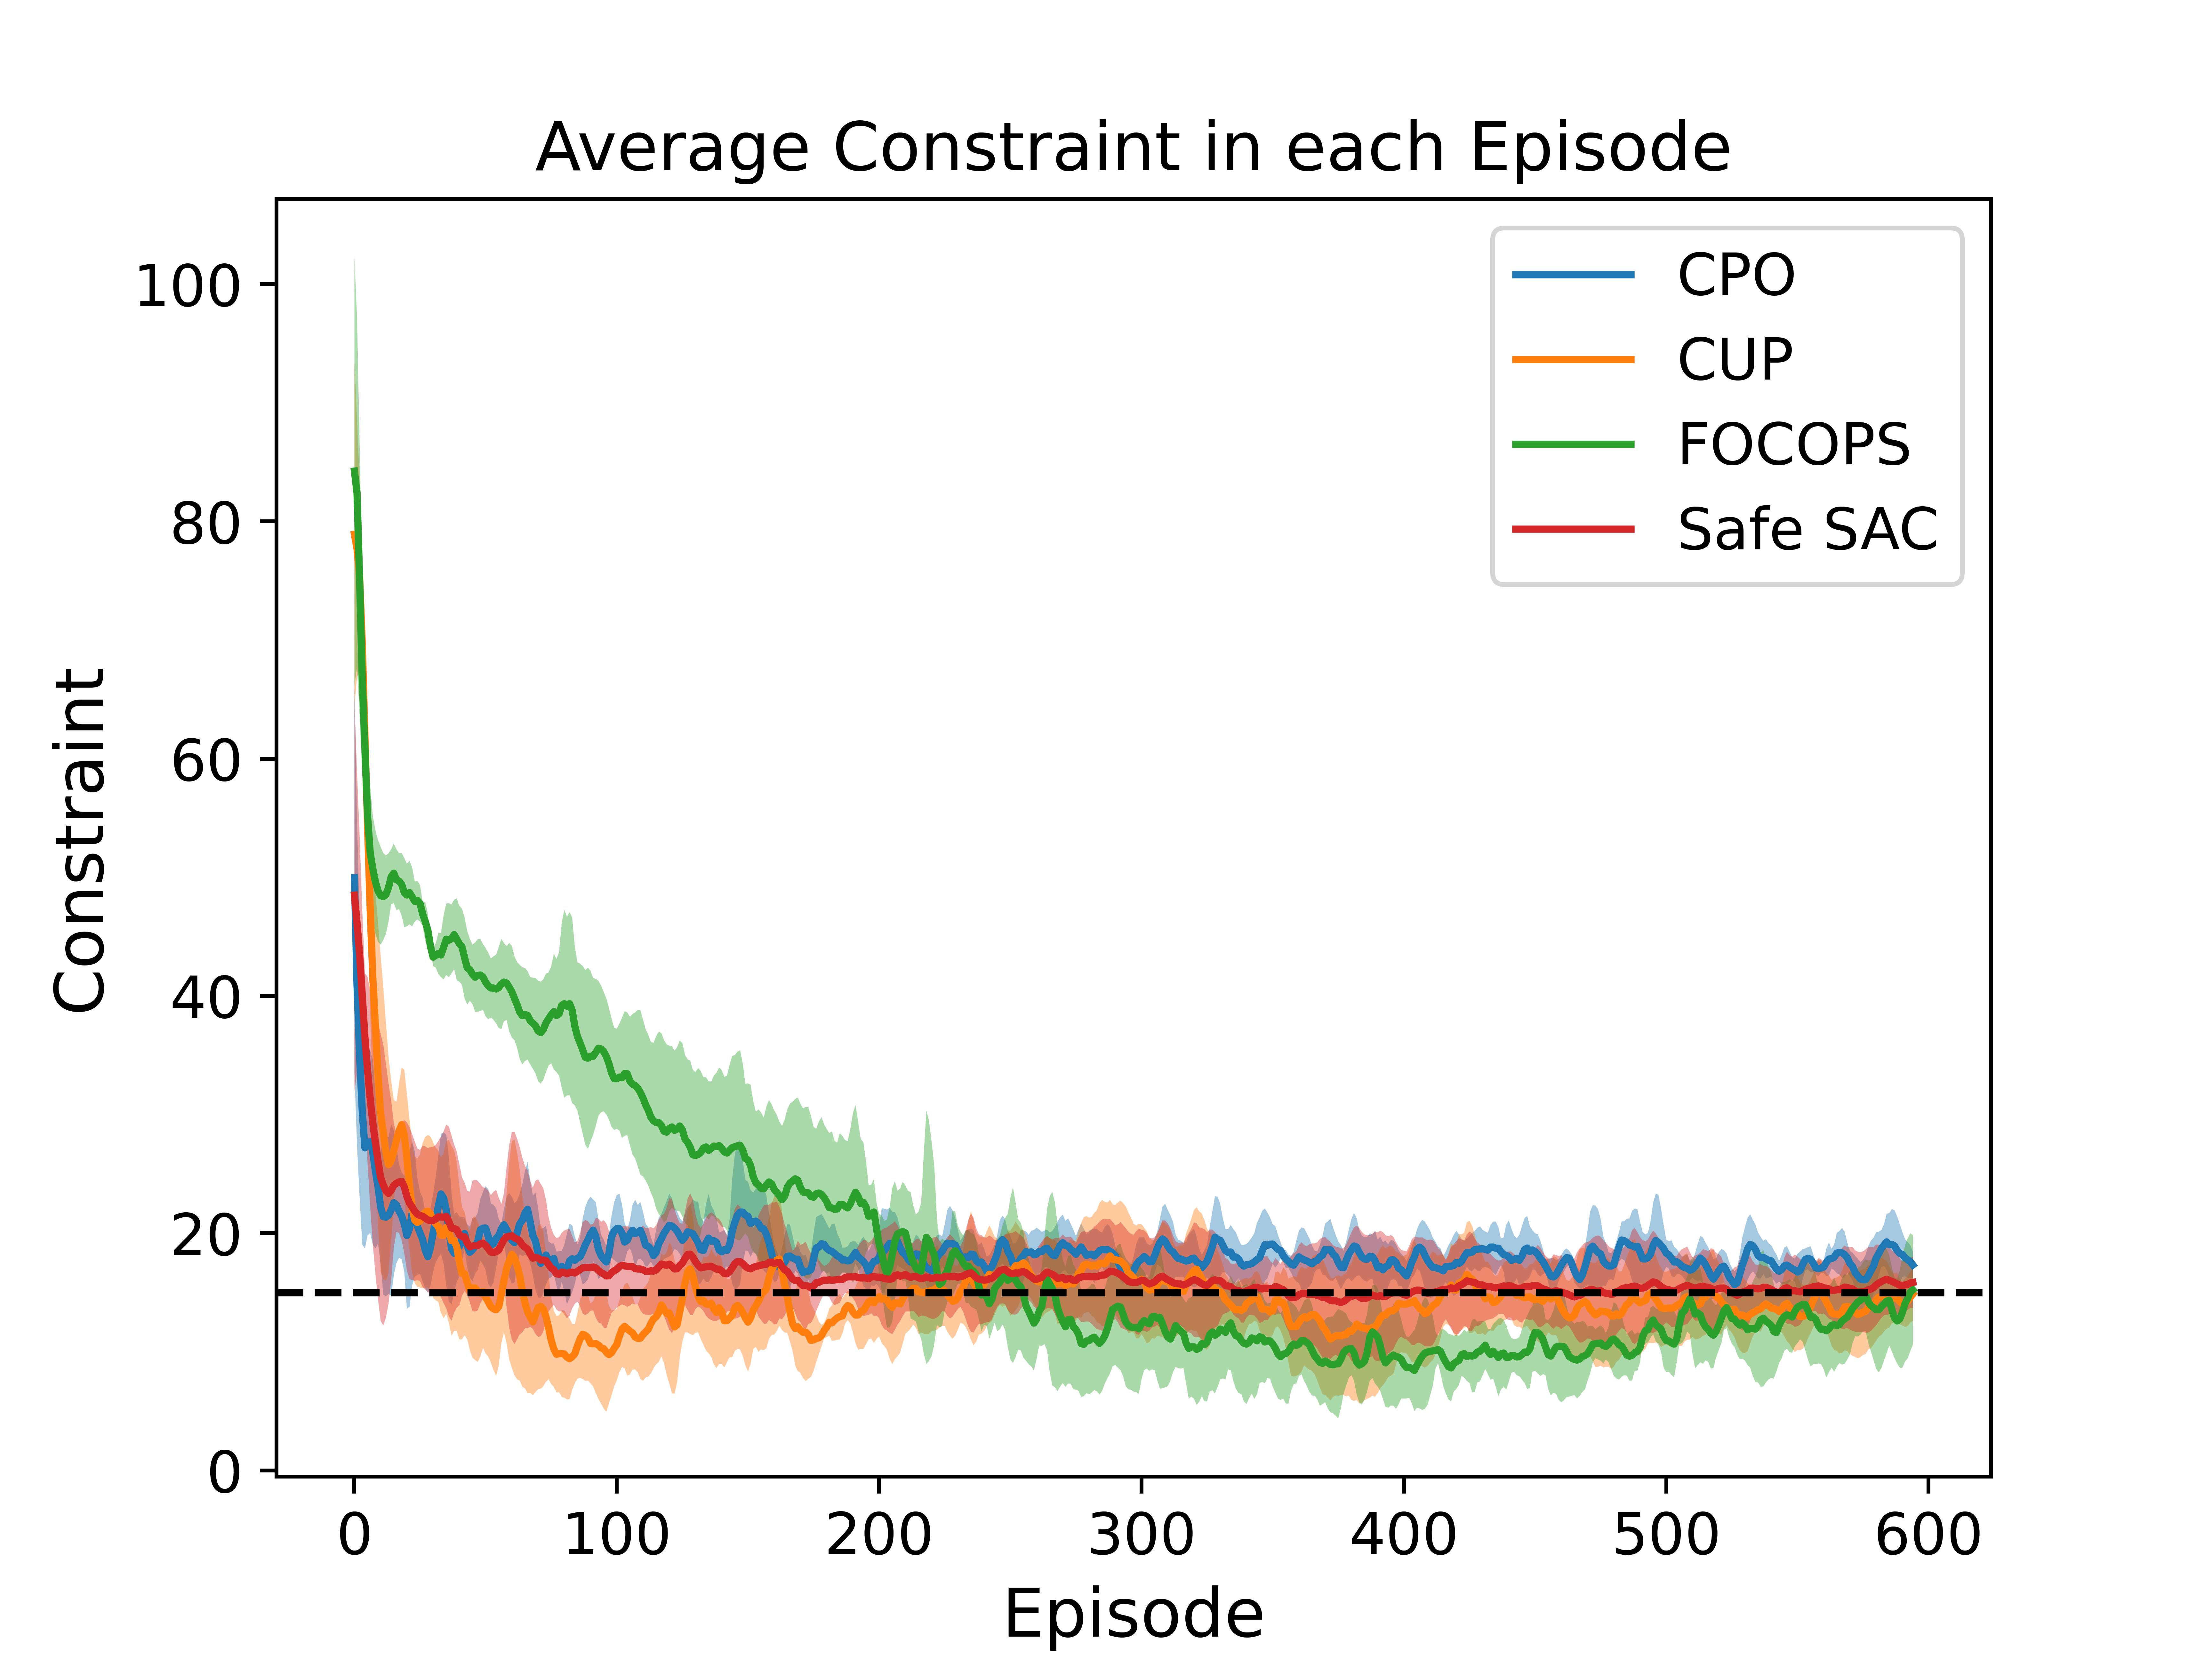 Average Constraint in each Episode
100
80
60
40
20
0
Constraint
CPO
CUP
FOCOPS
Safe SAC
0 100 200 300 400 500 600
Episode